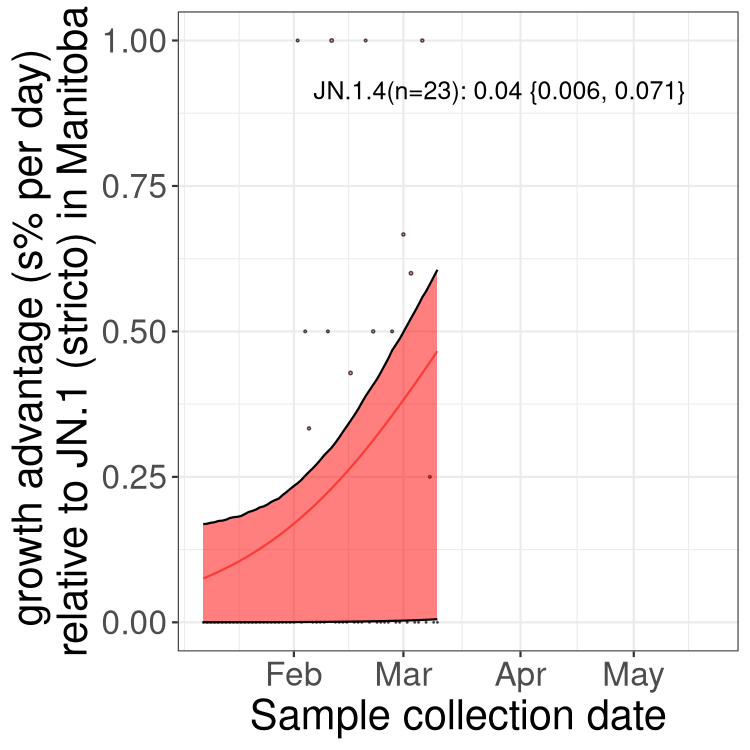 growth advantage (s% per day)
relative to JN.1 (stricto) in Manitoba
1.00
0.75
0.50
0.25
0.00
JN.1.4(n=23): 0.04 {0.006, 0.071}
Feb Mar Apr May
Sample collection date